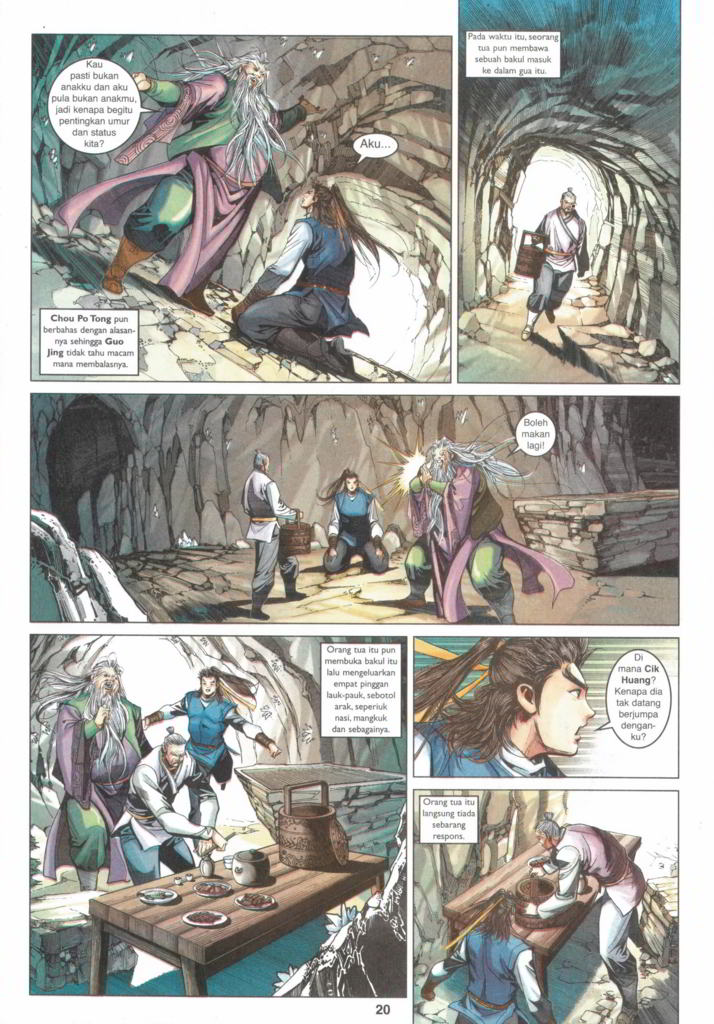 Kau
pasti bukan
anakku dan aku
pula bukan anakmu,
jadi kenapa begitu
pentingkan umur
dan status
kita?
Aku...
Chou Po Tong pun
berbahas dengan alasan-
nya sehingga Guo
Jing tidak tahu macam
mana membalasnya.
Pada waktu itu, seorang
tua pun membawa
sebuah bakul masuk
ke dalam gua itu.
Boleh
makan
lagi!
Orang tua itu pun
membuka bakul itu
lalu mengeluarkan
empat pinggan
lauk-pauk, sebotol
arak, seperiuk
nasi, mangkuk
dan sebagainya.
Di
mana Cik
Huang?
Kenapa dia
tak datang
berjumpa
dengan-
ku?
Orang tua itu
langsung tiada
sebarang
respons.
20